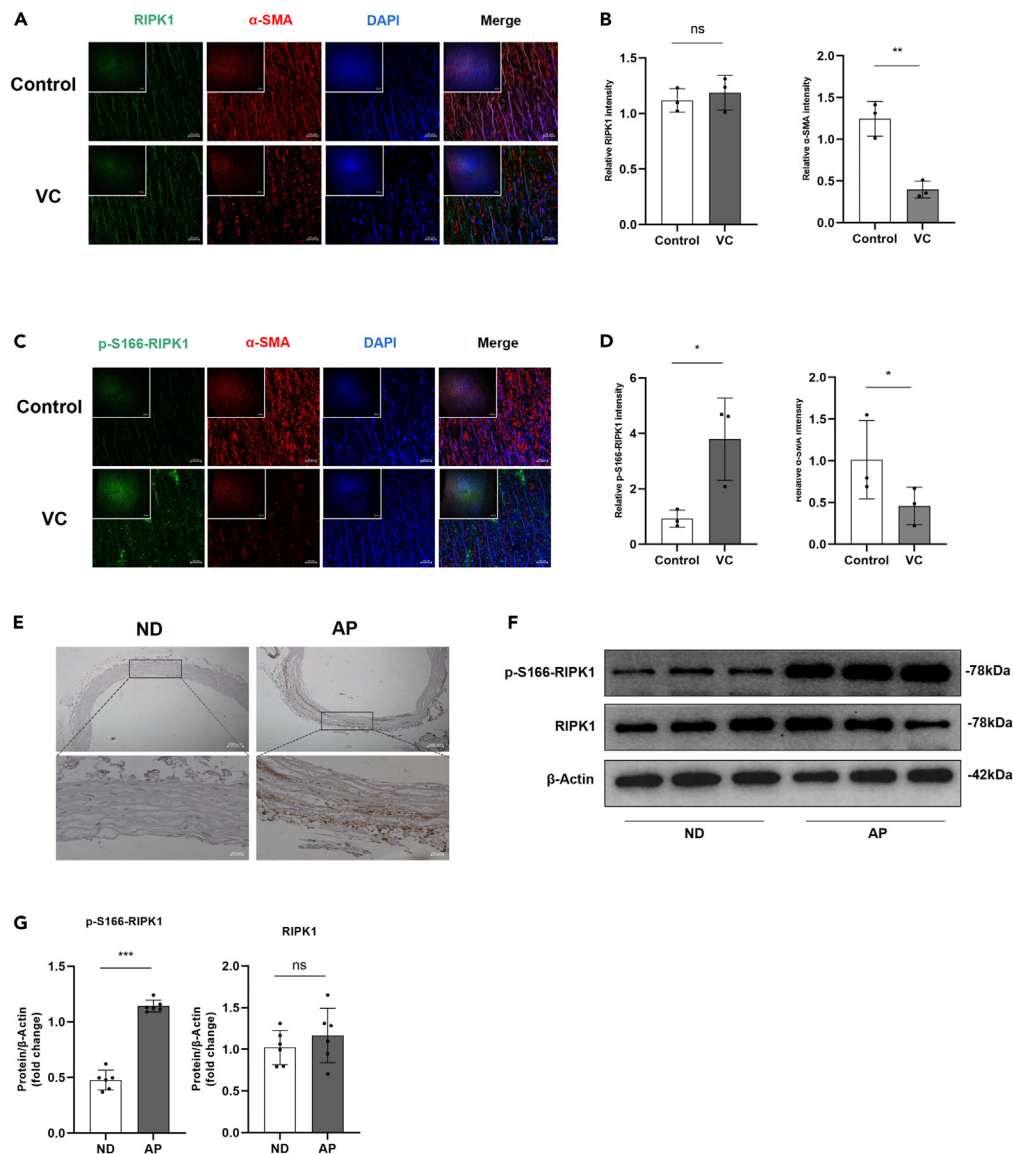 A
RIPK1 α-SMA DAPI Merge
Control
VC
B
ns
Relative RIPK1 intensity
1.5
1.0
0.5
0.0
Control VC
**
Relative α-SMA intensity
2.0
1.5
1.0
0.5
0.0
Control VC
C
p-S166-RIPK1 α-SMA DAPI Merge
Control
VC
D
*
Relative p-S166-RIPK1 intensity
8
6
4
2
0
Control VC
*
Relative α-SMA intensity
2.0
1.5
1.0
0.5
0.0
Control VC
E
ND AP
F
p-S166-RIPK1 -78kDa
RIPK1 -78kDa
β-Actin -42kDa
ND AP
G
p-S166-RIPK1
***
Protein/β-Actin
(fold change)
1.5
1.0
0.5
0.0
ND AP
RIPK1
ns
Protein/β-Actin
(fold change)
2.0
1.5
1.0
0.5
0.0
ND AP